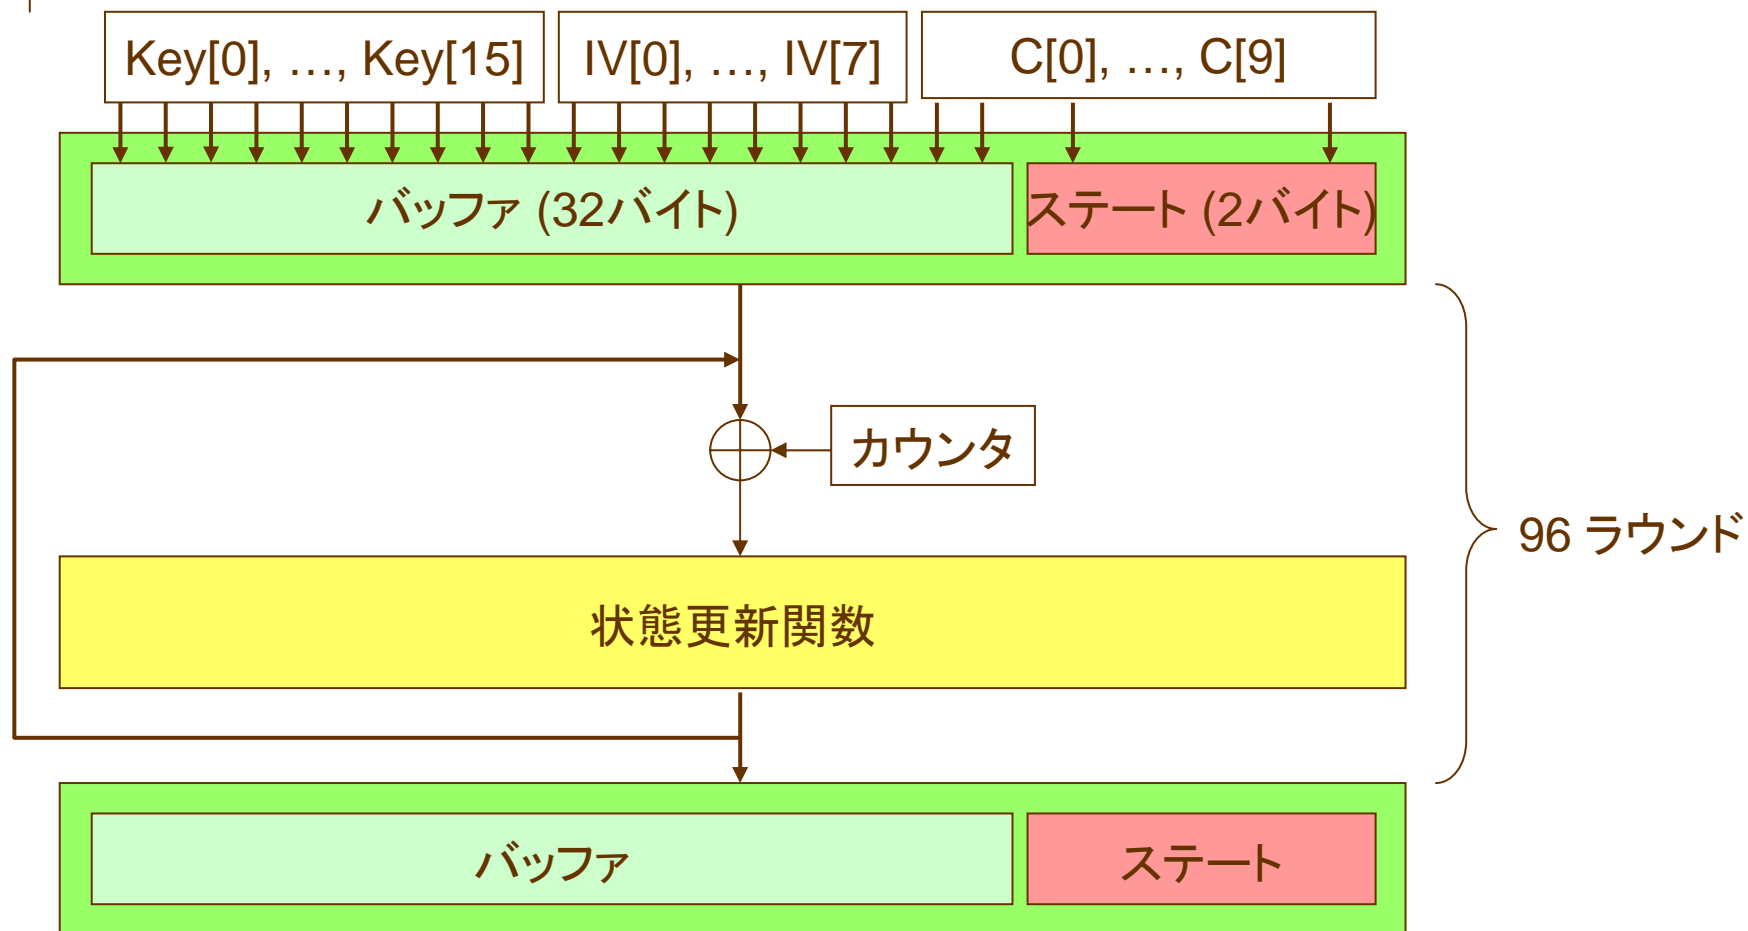 Key[0], …, Key[15]
IV[0], …, IV[7]
C[0], …, C[9]
バッファ (32バイト)
ステート (2バイト)
カウンタ
96 ラウンド
状態更新関数
バッファ
ステート